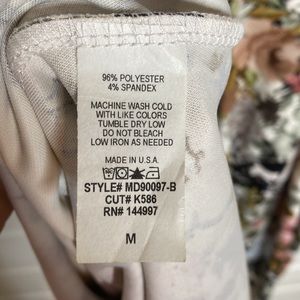 96% POLYESTER
4% SPANDEX
MACHINE WASH COLD
WITH LIKE COLORS
TUMBLE DRY LOW
DO NOT BLEACH
LOW IRON AS NEEDED
MADE IN U.S.A.
STYLE# MD90097-B
CUT# K586
RN# 144997
M